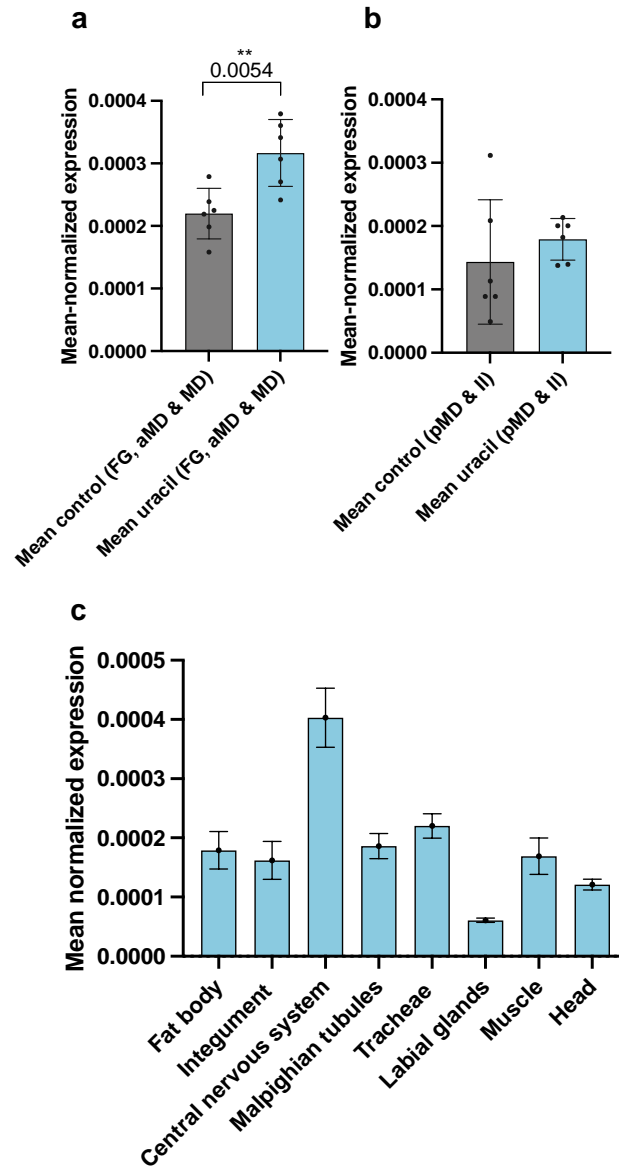 a
**
0.0054
Mean-normalized expression
0.0004
0.0003
0.0002
0.0001
0.0000
Mean control (FG, aMD & MD)
Mean uracil (FG, aMD & MD)
b
Mean-normalized expression
0.0004
0.0003
0.0002
0.0001
0.0000
Mean control (pMD & II)
Mean uracil (pMD & II)
c
Mean normalized expression
0.0005
0.0004
0.0003
0.0002
0.0001
0.0000
Fat body
Integument
Central nervous system
Malpighian tubules
Tracheae
Labial glands
Muscle
Head